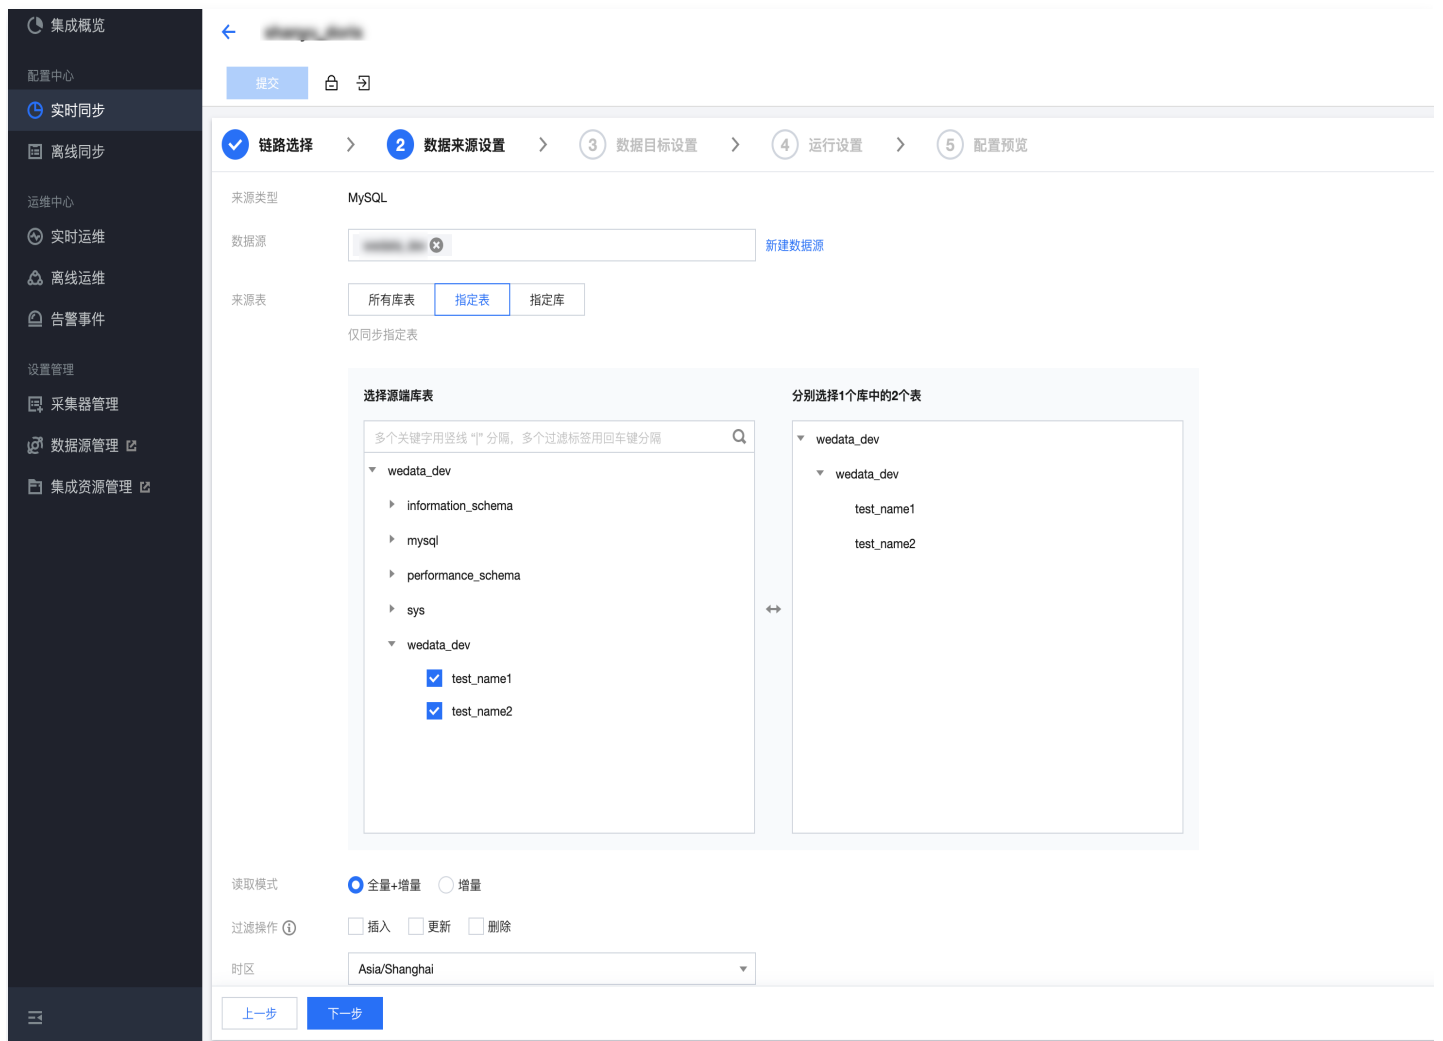 集成概览
配置中心
实时同步
离线同步
运维中心
实时运维
离线运维
告警事件
设置管理
采集器管理
数据源管理
集成资源管理
提交
链路选择
2 数据来源设置
3 数据目标设置
4 运行设置
5 配置预览
来源类型 MySQL
数据源 新建数据源
来源表 所有库表 指定表 指定库
仅同步指定表
选择源端库表
多个关键字用竖线 “|” 分隔，多个过滤标签用回车键分隔
wedata_dev
information_schema
mysql
performance_schema
sys
wedata_dev
test_name1
test_name2
分别选择1个库中的2个表
wedata_dev
wedata_dev
test_name1
test_name2
读取模式 全量+增量 增量
过滤操作 插入 更新 删除
时区 Asia/Shanghai
上一步 下一步